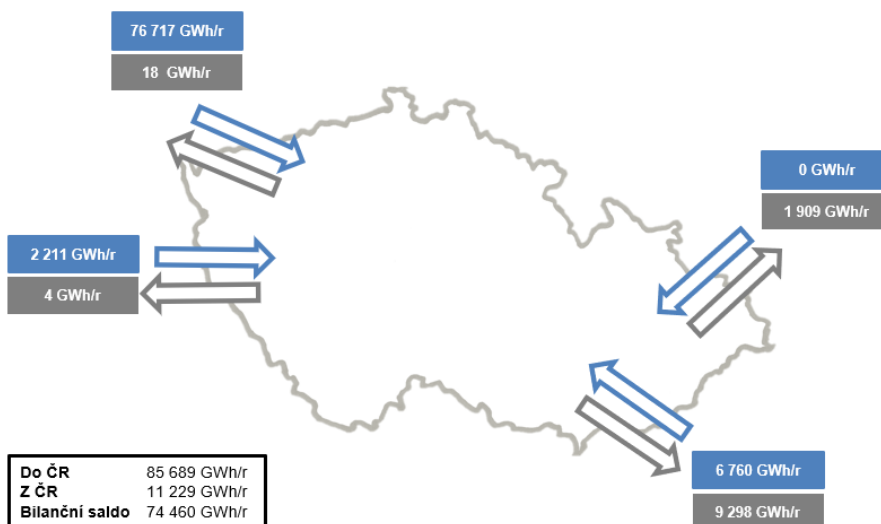 76 717 GWh/r
18 GWh/r
0 GWh/r
1 909 GWh/r
2 211 GWh/r
4 GWh/r
6 760 GWh/r
9 298 GWh/r
Do ČR 85 689 GWh/r
Z ČR 11 229 GWh/r
Bilanční saldo 74 460 GWh/r